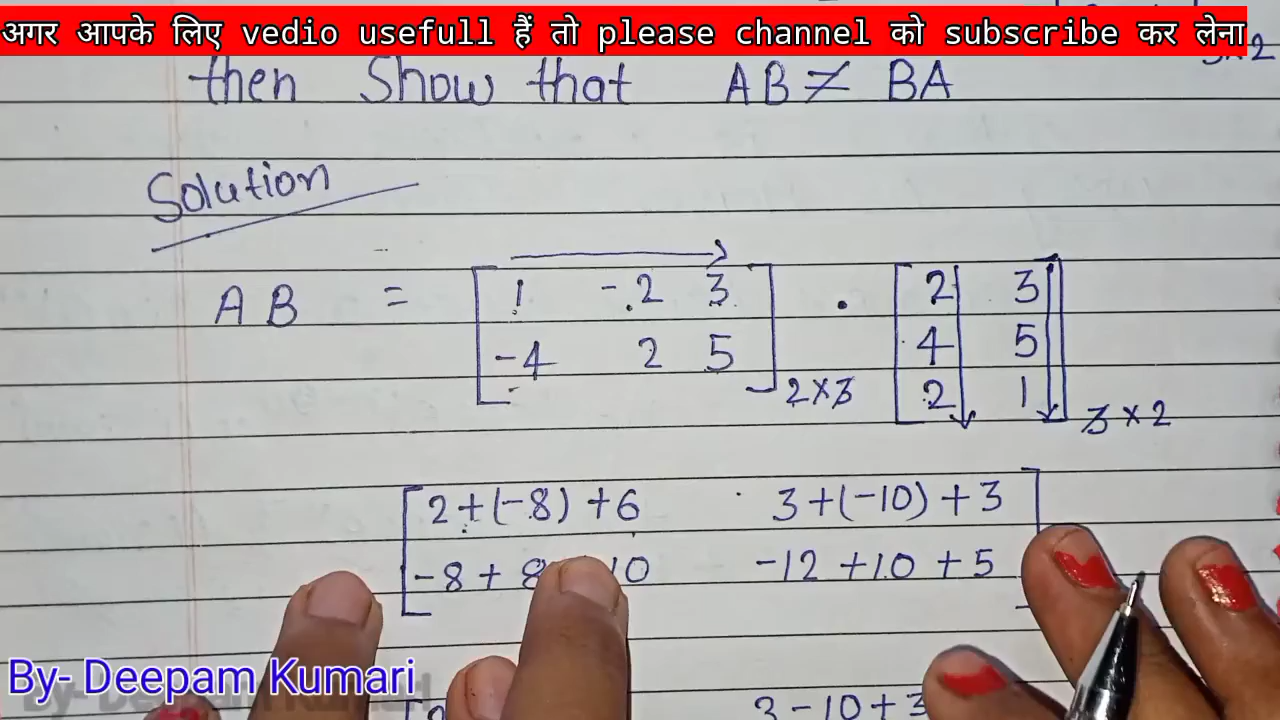 अगर आपके लिए vedio usefull हैं तो please channel को subscribe कर लेना
then Show that AB ≠ BA
Solution
AB = [1 -2 3 · [2 3
-4 2 5] 2×3 4 5
2 1] 3×2
[2+(-8)+6 3+(-10)+3]
-8+8 10 -12+10+5
By- Deepam Kumari
3-10+3